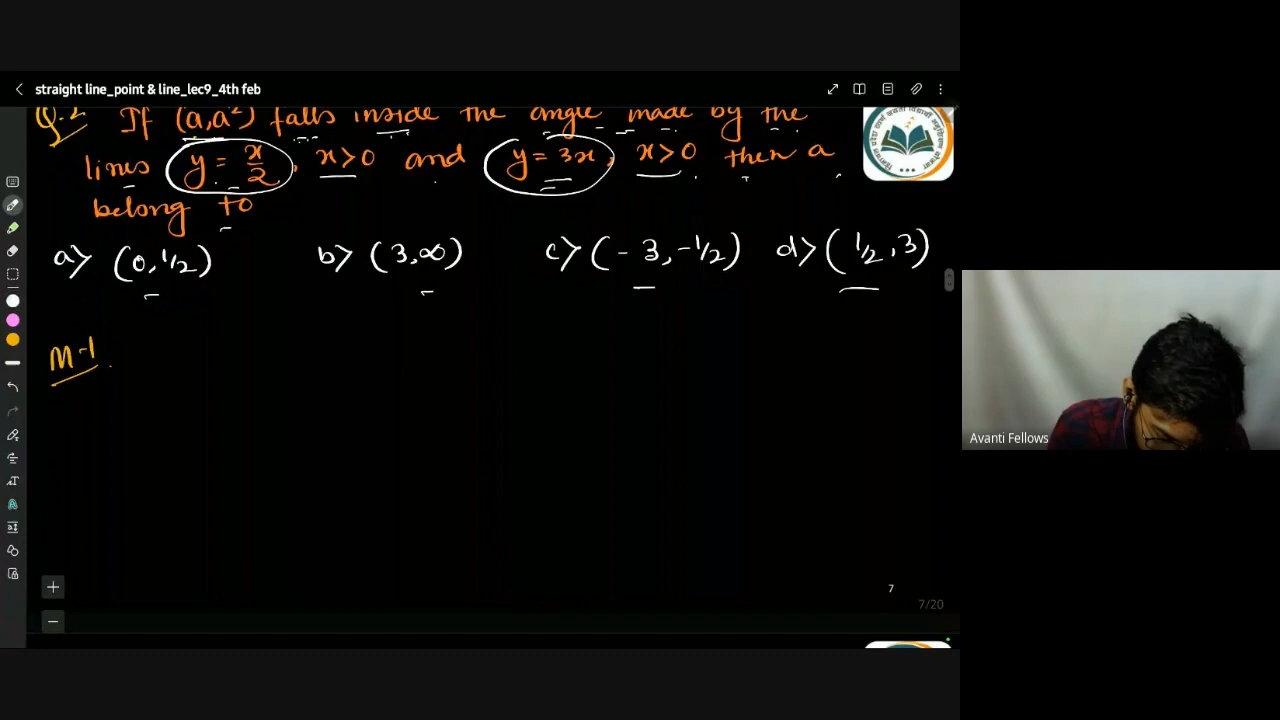 straight line_point & line_lec9_4th feb
Q.2 If (a,a²) falls inside the angle made by the
lines y = x/2, x>0 and y = 3x, x>0 then a
belong to
a> (0,1/2) b> (3,∞) c> (-3,-1/2) d> (1/2,3)
M-1
7
7/20
Avanti Fellows